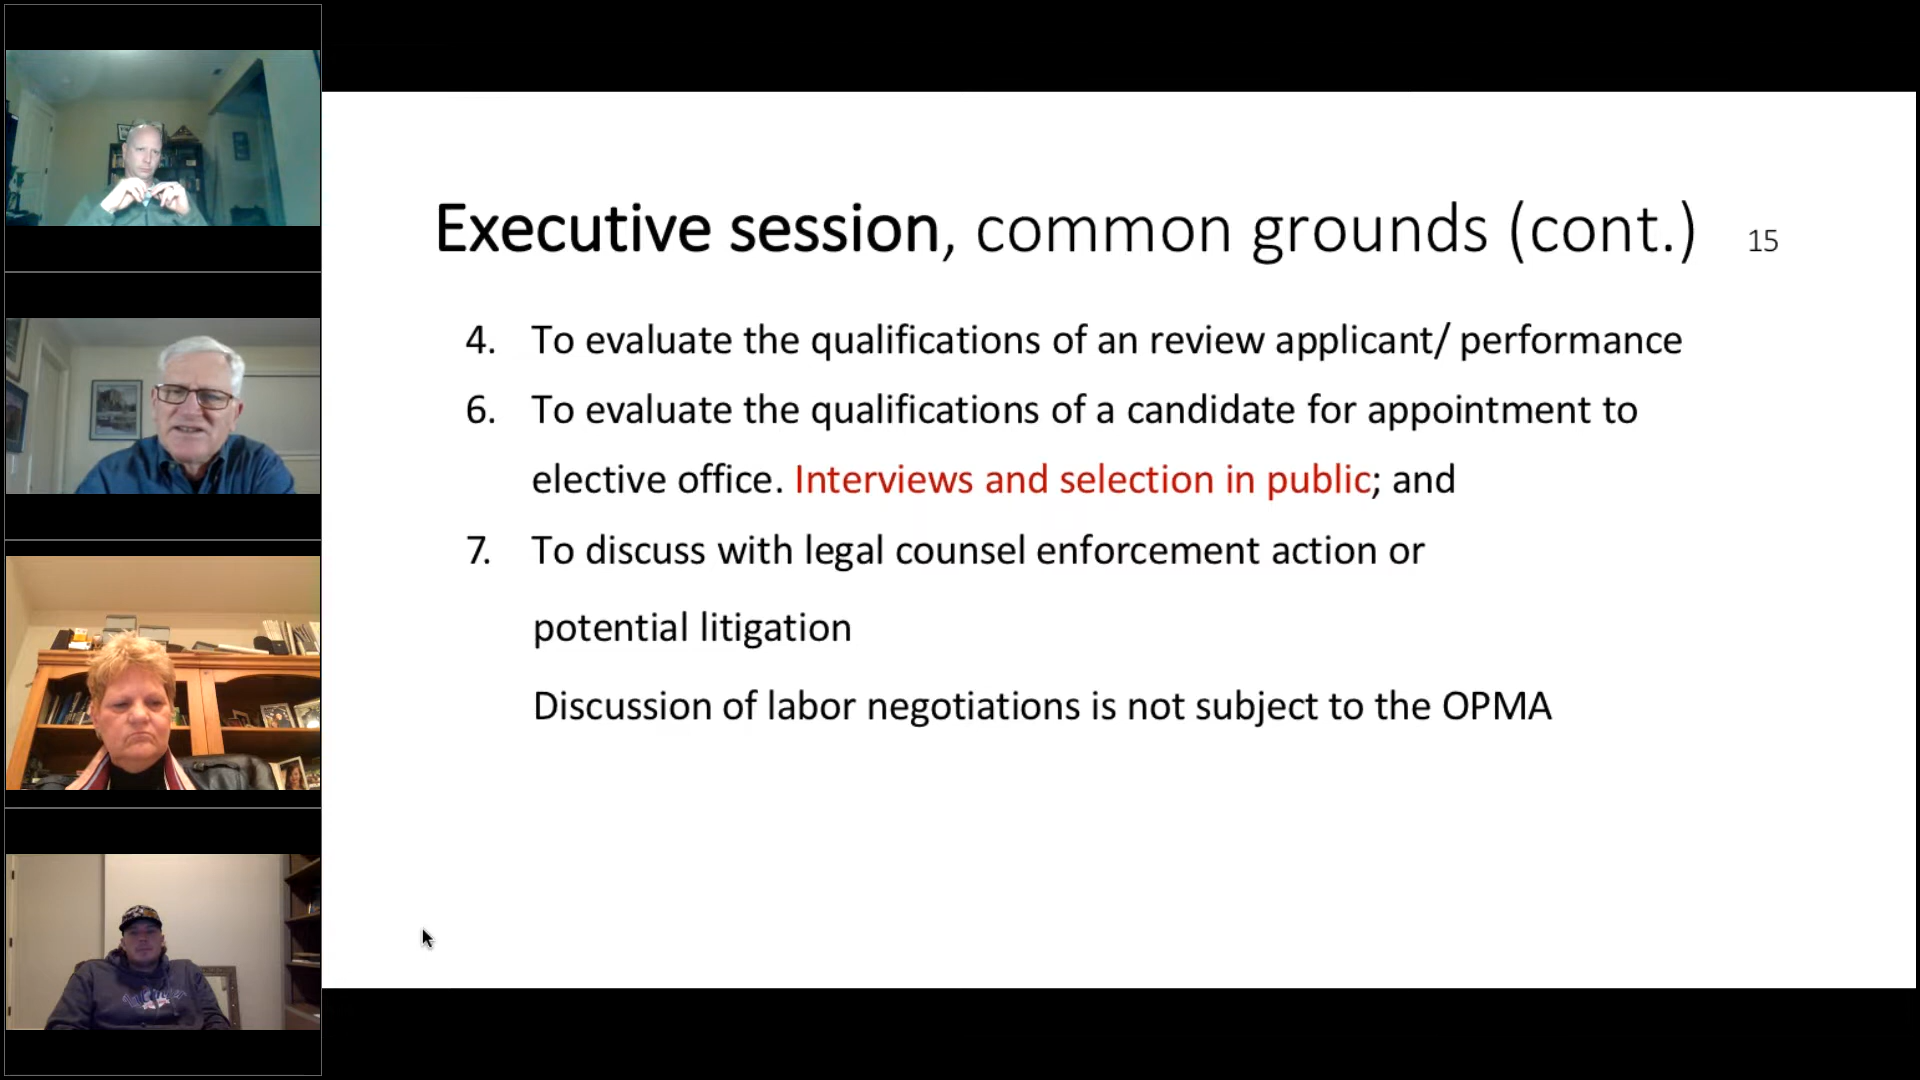 Executive session, common grounds (cont.) 15
4. To evaluate the qualifications of an review applicant/ performance
6. To evaluate the qualifications of a candidate for appointment to
elective office. Interviews and selection in public; and
7. To discuss with legal counsel enforcement action or
potential litigation
Discussion of labor negotiations is not subject to the OPMA